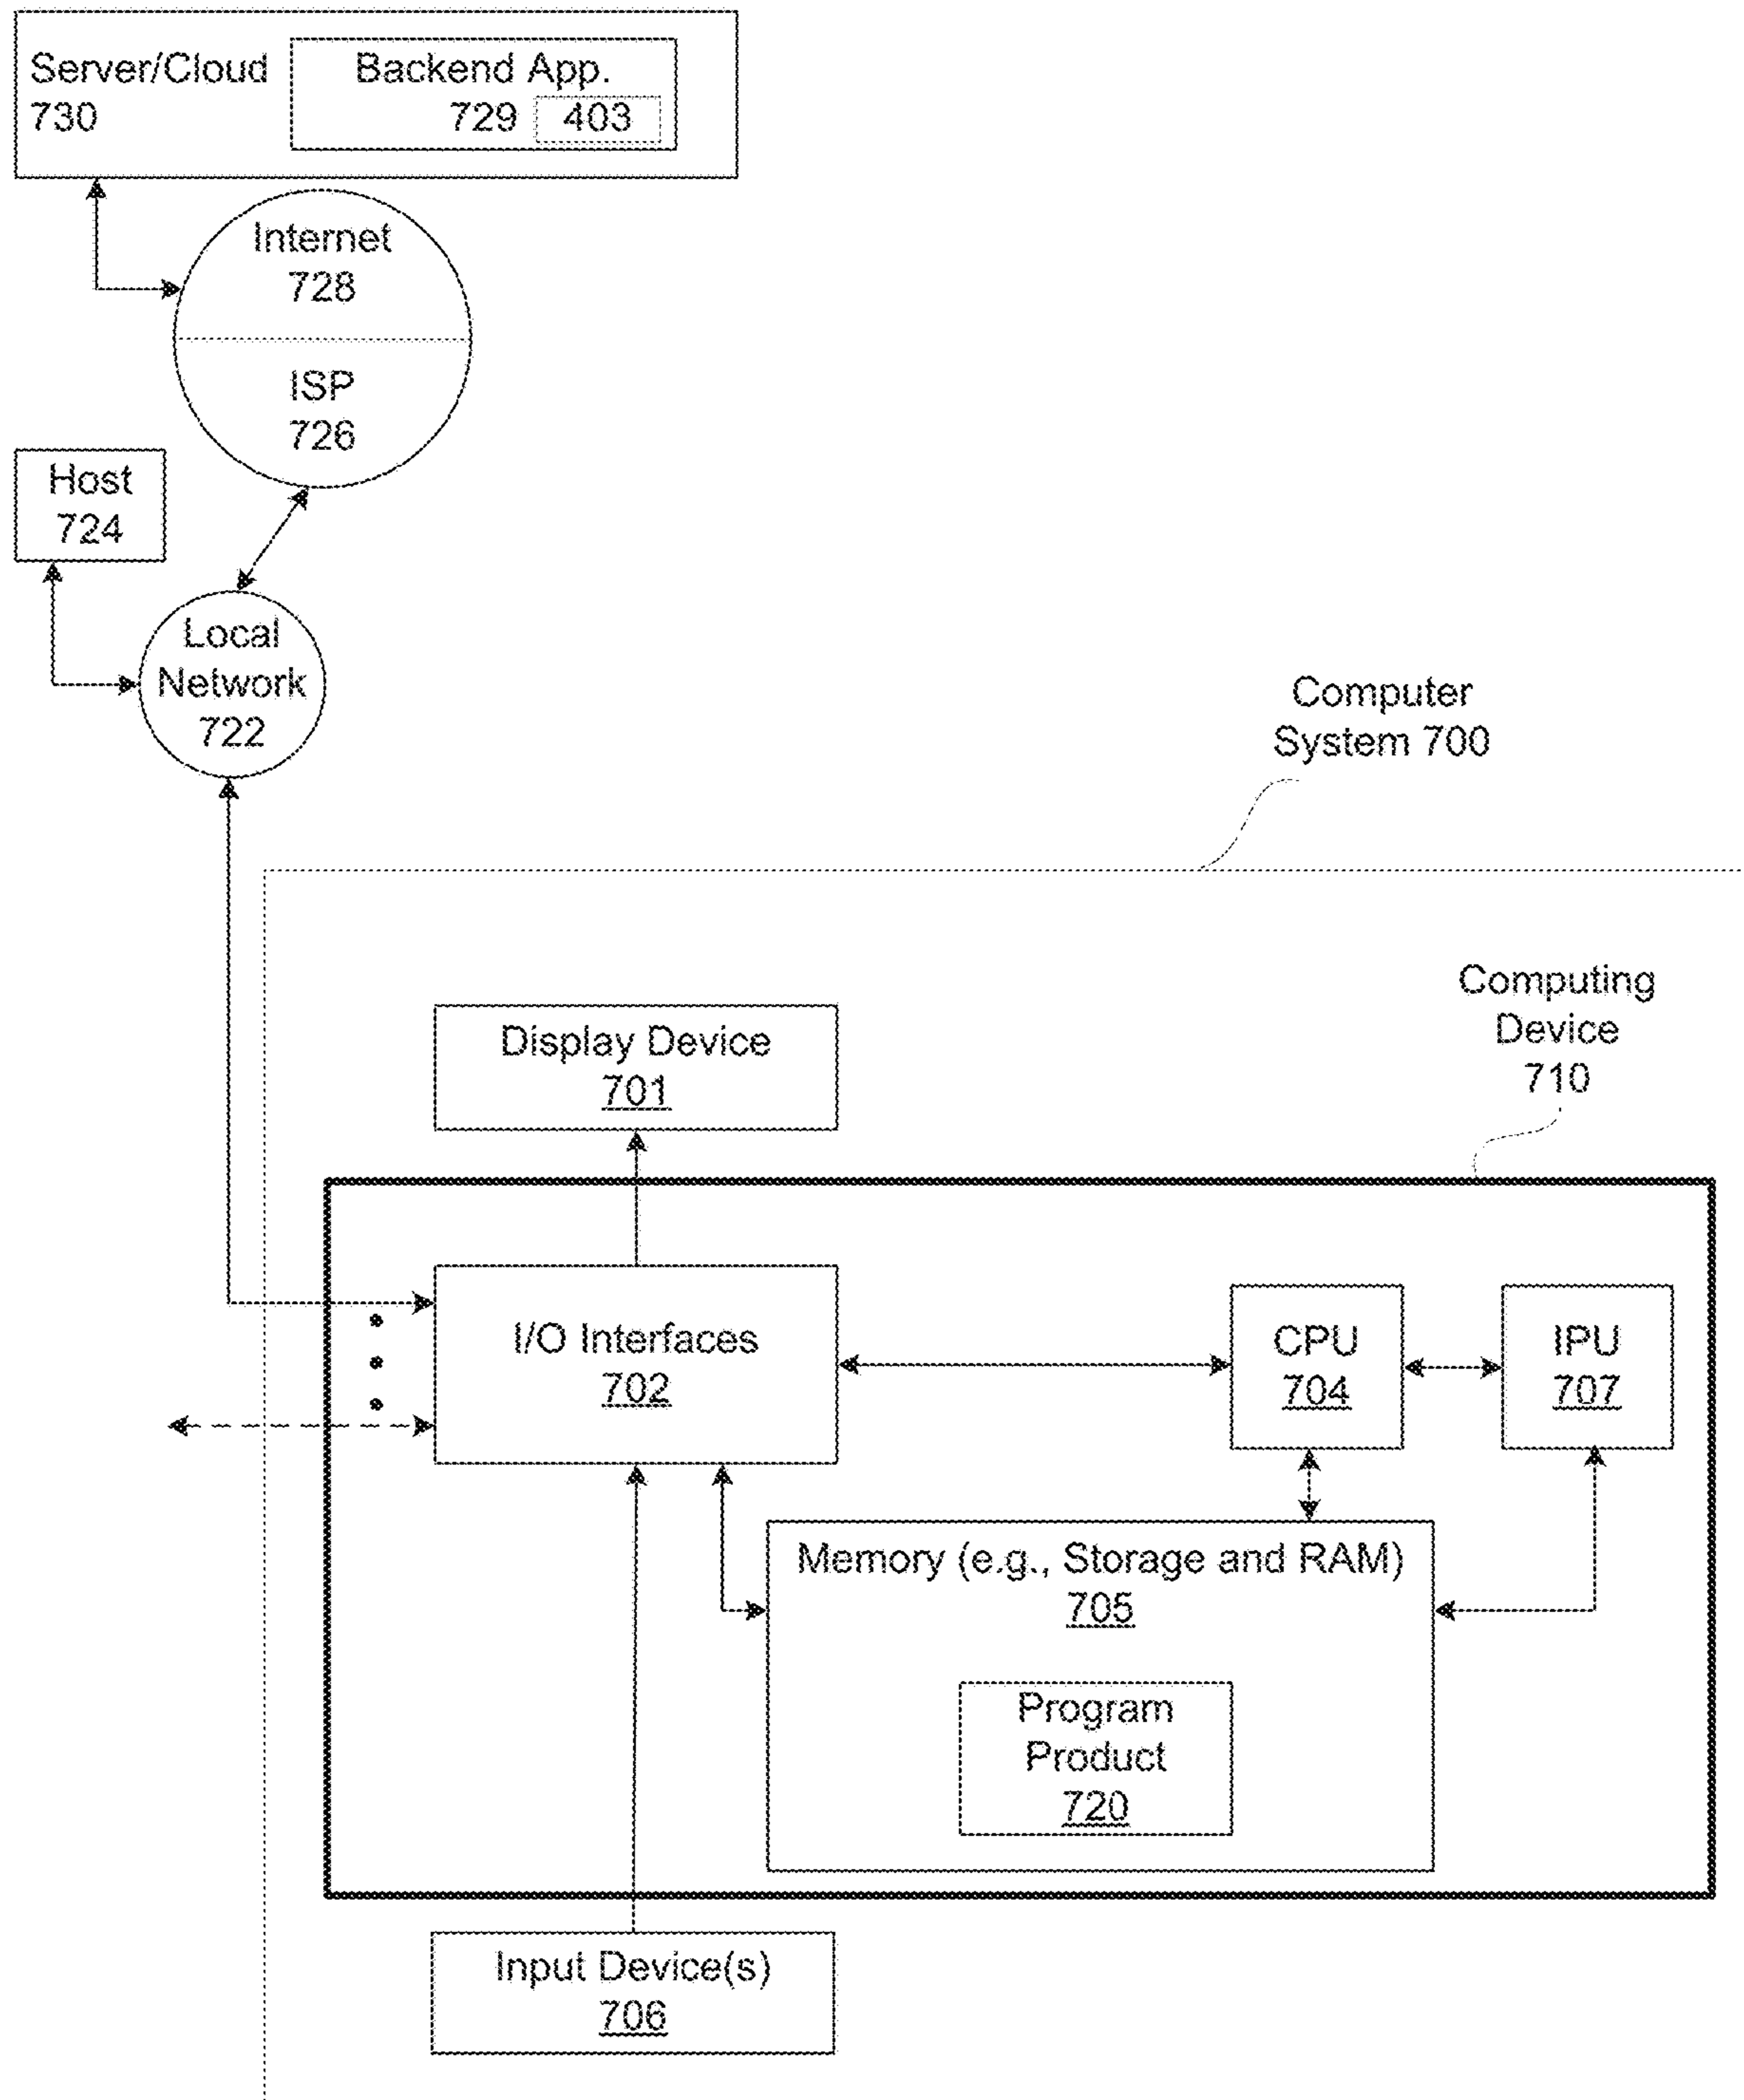 Server/Cloud
730
Backend App.
729
403
Internet
728
ISP
726
Host
724
Local
Network
722
Computer
System 700
Computing
Device
710
Display Device
701
I/O Interfaces
702
CPU
704
IPU
707
Memory (e.g., Storage and RAM)
705
Program
Product
720
Input Device(s)
706